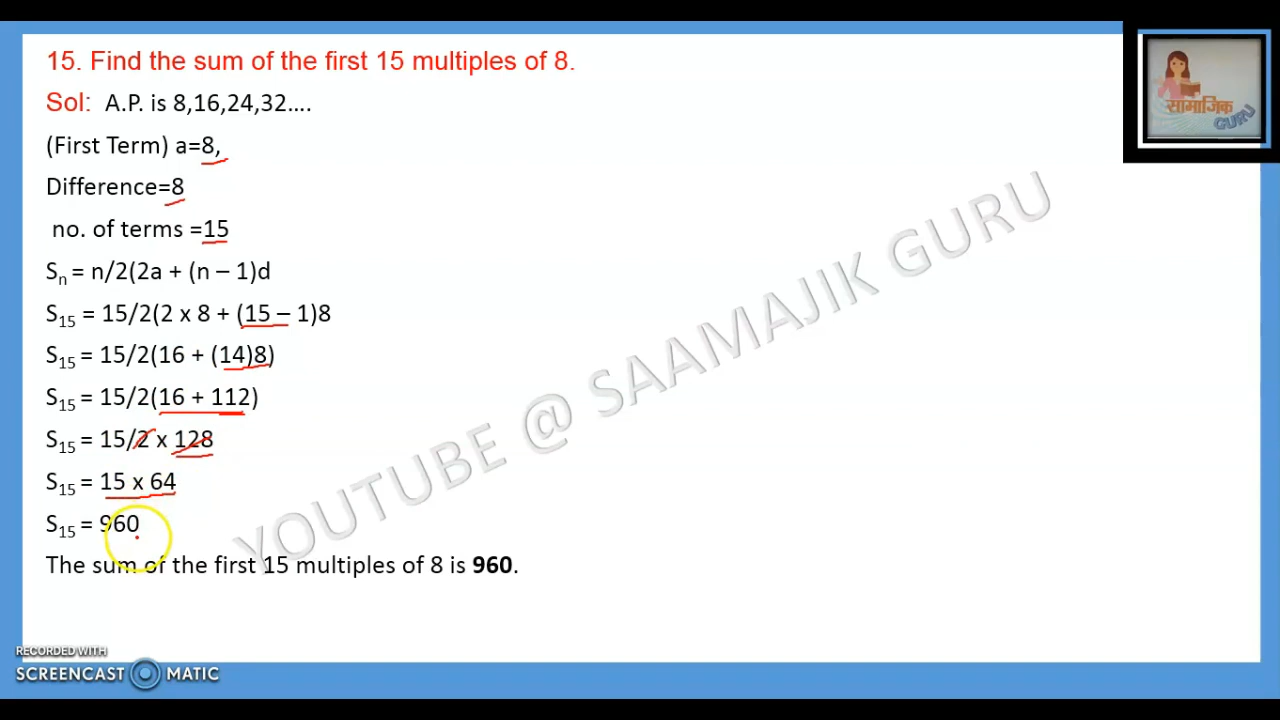 15. Find the sum of the first 15 multiples of 8.
Sol: A.P. is 8,16,24,32....
(First Term) a=8,
Difference=8
no. of terms =15
Sn = n/2(2a + (n – 1)d
S15 = 15/2(2 x 8 + (15 – 1)8
S15 = 15/2(16 + (14)8)
S15 = 15/2(16 + 112)
S15 = 15/2 x 128
S15 = 15 x 64
S15 = 960
The sum of the first 15 multiples of 8 is 960.
सामाजिक
GURU
YOUTUBE @ SAAMAJIK GURU
RECORDED WITH
SCREENCAST MATIC